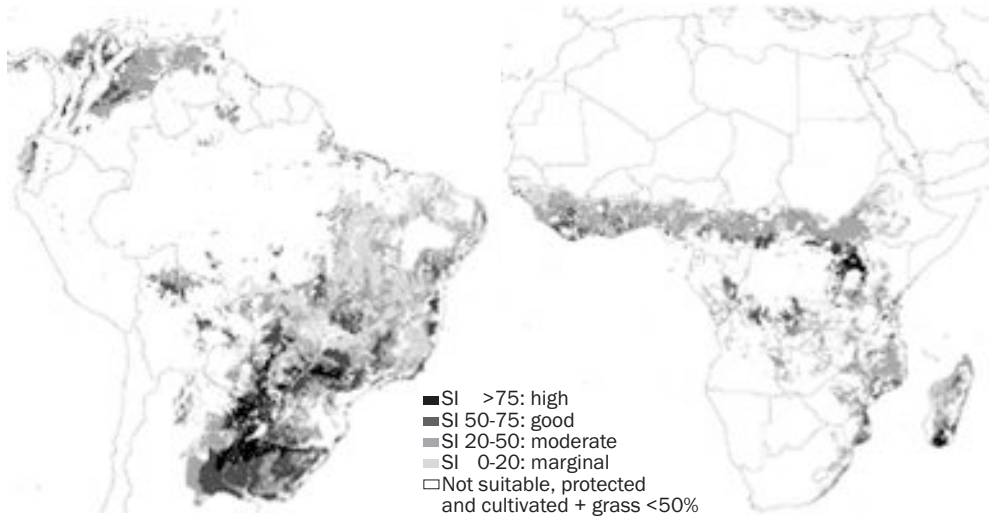 SI >75: high
SI 50-75: good
SI 20-50: moderate
SI 0-20: marginal
Not suitable, protected
and cultivated + grass <50%